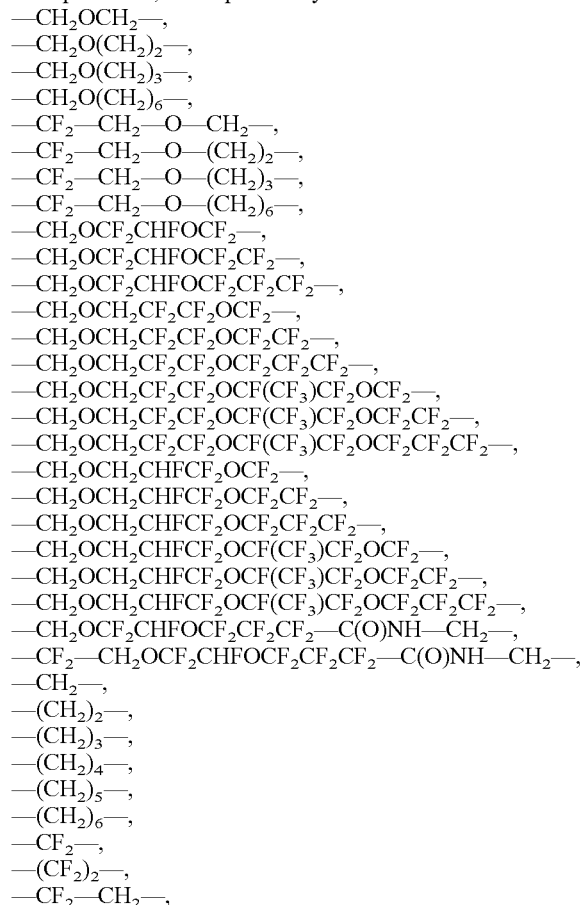 —CH₂OCH₂—,
—CH₂O(CH₂)₂—,
—CH₂O(CH₂)₃—,
—CH₂O(CH₂)₆—,
—CF₂—CH₂—O—CH₂—,
—CF₂—CH₂—O—(CH₂)₂—,
—CF₂—CH₂—O—(CH₂)₃—,
—CF₂—CH₂—O—(CH₂)₆—,
—CH₂OCF₂CHFOCF₂—,
—CH₂OCF₂CHFOCF₂CF₂—,
—CH₂OCF₂CHFOCF₂CF₂CF₂—,
—CH₂OCH₂CF₂CF₂OCF₂—,
—CH₂OCH₂CF₂CF₂OCF₂CF₂—,
—CH₂OCH₂CF₂CF₂OCF₂CF₂CF₂—,
—CH₂OCH₂CF₂CF₂OCF(CF₃)CF₂OCF₂—,
—CH₂OCH₂CF₂CF₂OCF(CF₃)CF₂OCF₂CF₂—,
—CH₂OCH₂CF₂CF₂OCF(CF₃)CF₂OCF₂CF₂CF₂—,
—CH₂OCH₂CHFCF₂OCF₂—,
—CH₂OCH₂CHFCF₂OCF₂CF₂—,
—CH₂OCH₂CHFCF₂OCF₂CF₂CF₂—,
—CH₂OCH₂CHFCF₂OCF(CF₃)CF₂OCF₂—,
—CH₂OCH₂CHFCF₂OCF(CF₃)CF₂OCF₂CF₂—,
—CH₂OCH₂CHFCF₂OCF(CF₃)CF₂OCF₂CF₂CF₂—,
—CH₂OCF₂CHFOCF₂CF₂CF₂—C(O)NH—CH₂—,
—CF₂—CH₂OCF₂CHFOCF₂CF₂CF₂—C(O)NH—CH₂—,
—CH₂—,
—(CH₂)₂—,
—(CH₂)₃—,
—(CH₂)₄—,
—(CH₂)₅—,
—(CH₂)₆—,
—CF₂—,
—(CF₂)₂—,
—CF₂—CH₂—,